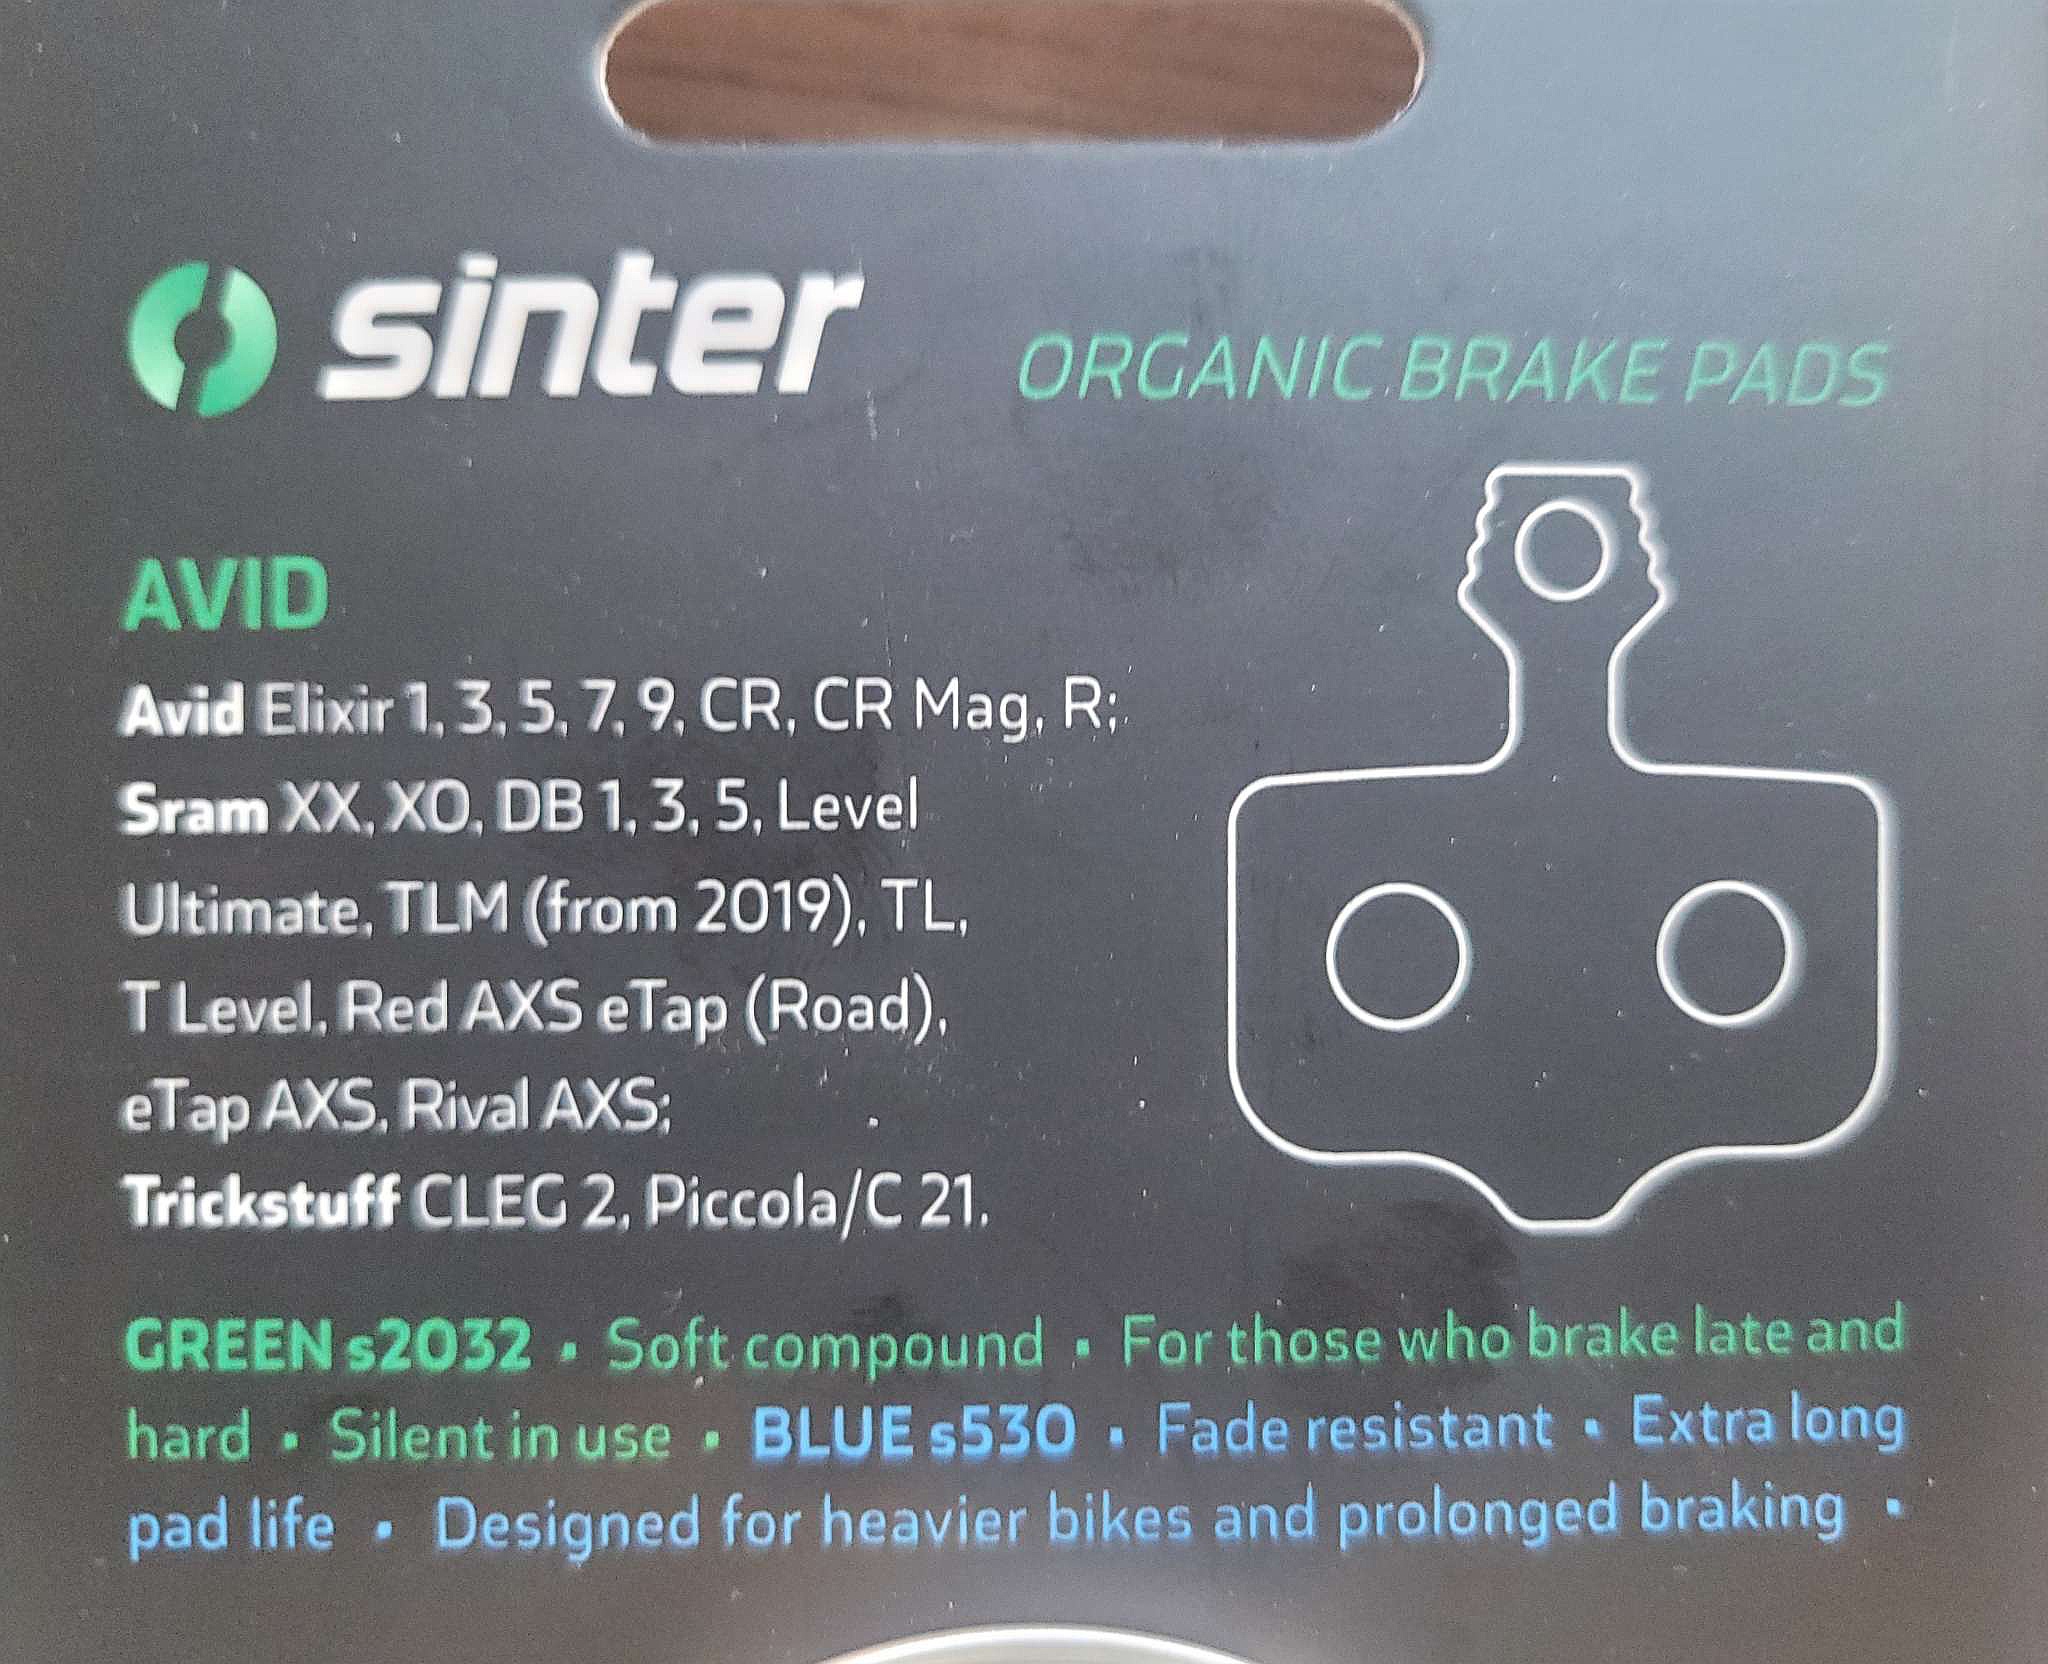 sinter
ORGANIC BRAKE PADS
AVID
Avid Elixir 1, 3, 5, 7, 9, CR, CR Mag, R;
Sram XX, XO, DB 1, 3, 5, Level
Ultimate, TLM (from 2019), TL,
T Level, Red AXS eTap (Road),
eTap AXS, Rival AXS;
Trickstuff CLEG 2, Piccola/C 21.
GREEN s2032 · Soft compound · For those who brake late and
hard · Silent in use · BLUE s530 · Fade resistant · Extra long
pad life · Designed for heavier bikes and prolonged braking ·